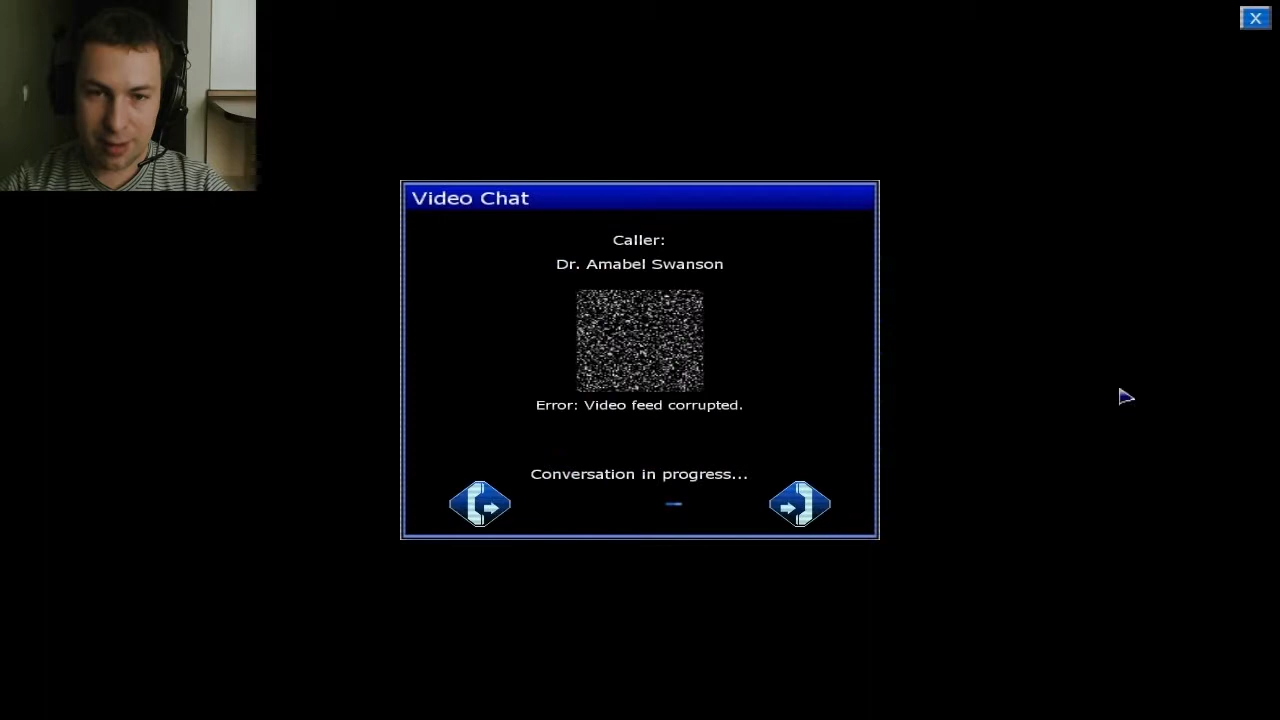 X
Video Chat
Caller:
Dr. Amabel Swanson
Error: Video feed corrupted.
Conversation in progress...